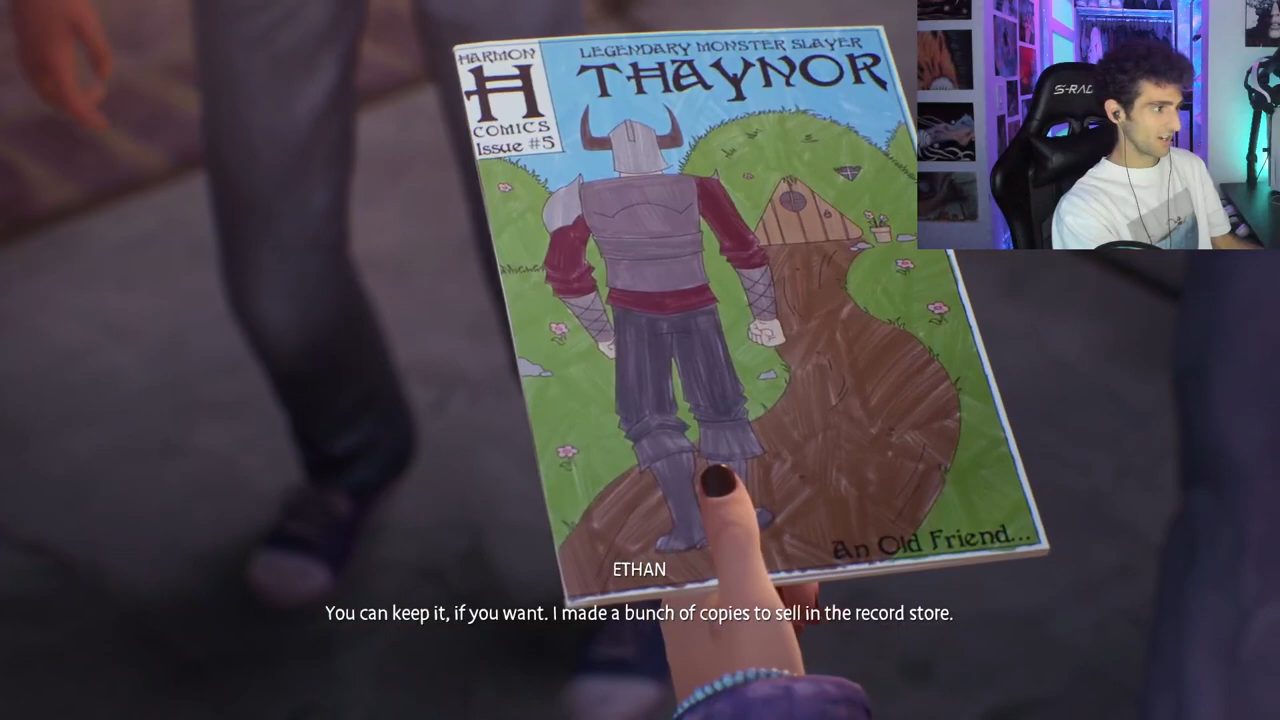 HARMON
H
COMICS
Issue #5
LEGENDARY MONSTER SLAYER
THAYNOR
An Old Friend...
S-RAC
ETHAN
You can keep it, if you want. I made a bunch of copies to sell in the record store.